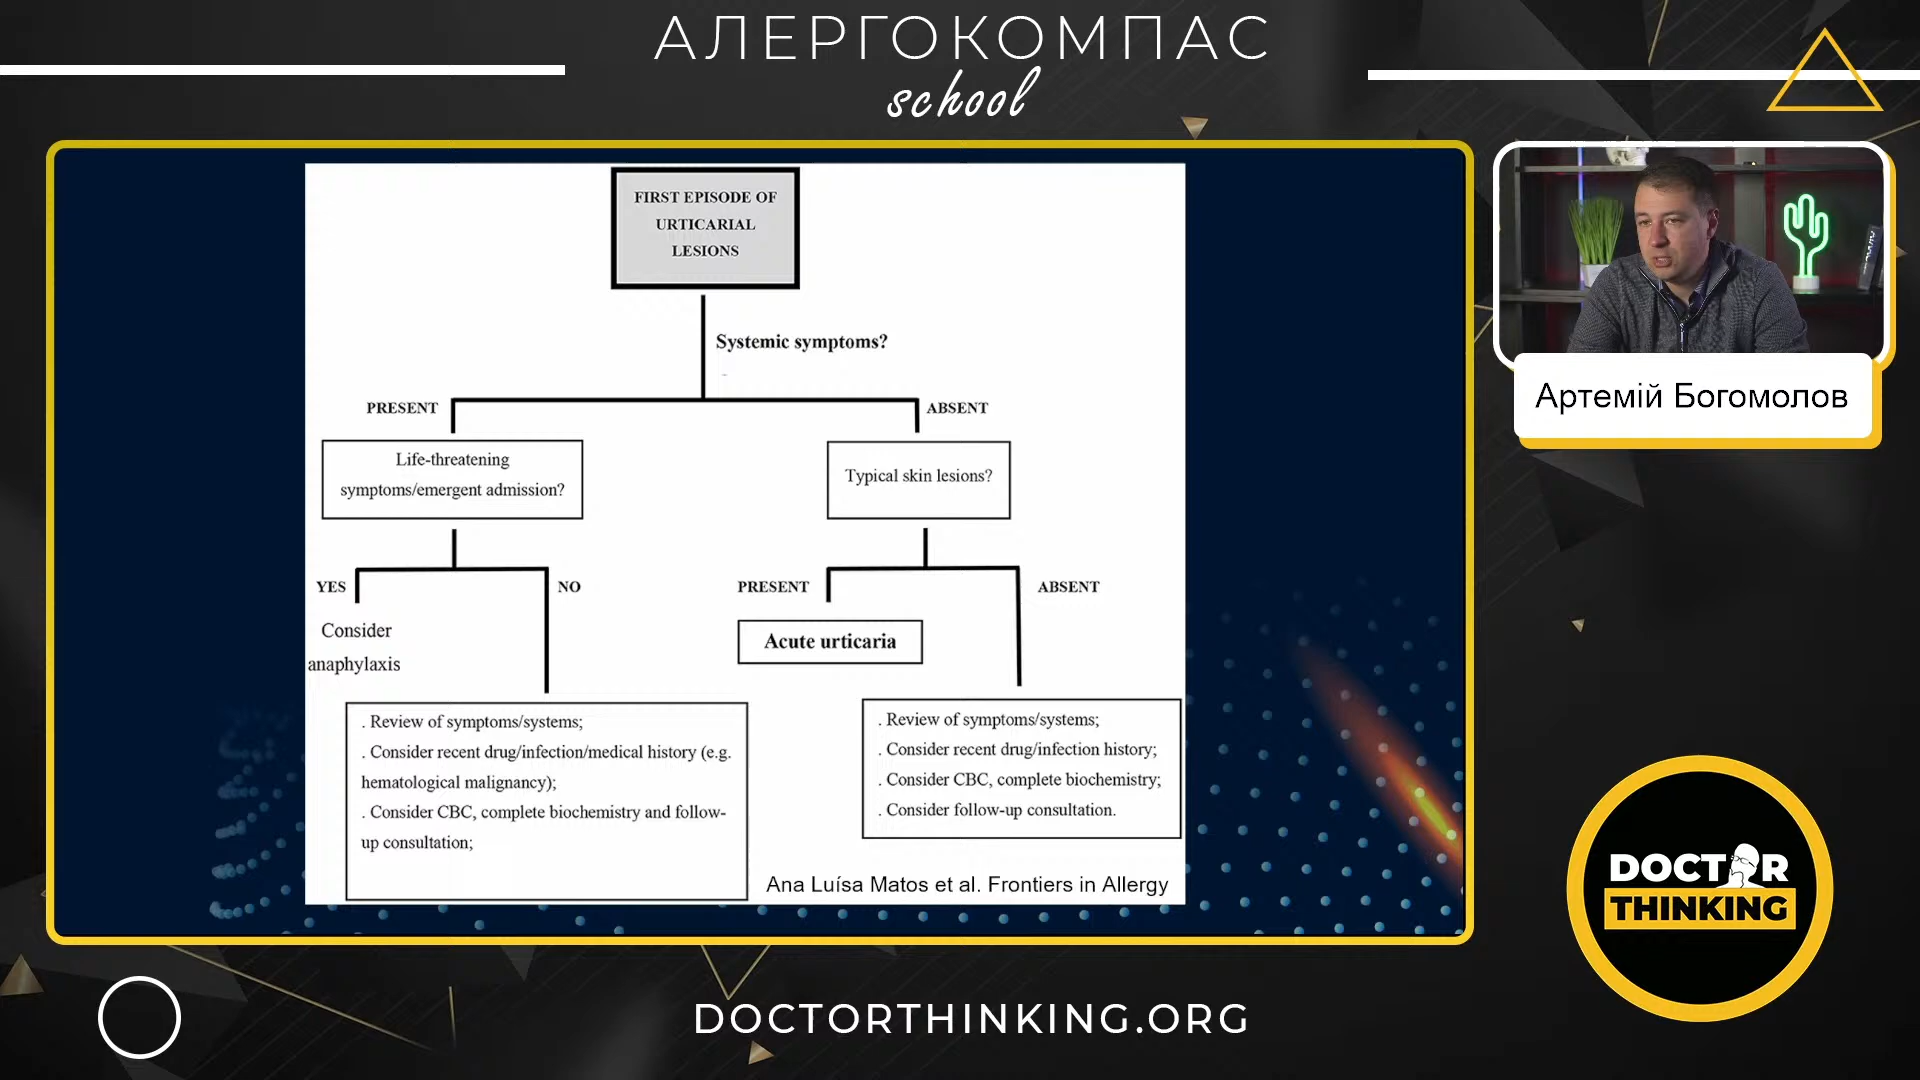 АЛЕРГОКОМПАС
school
FIRST EPISODE OF
URTICARIAL
LESIONS
Systemic symptoms?
PRESENT
ABSENT
Life-threatening
symptoms/emergent admission?
Typical skin lesions?
YES
NO
PRESENT
ABSENT
Consider
anaphylaxis
Acute urticaria
. Review of symptoms/systems;
. Consider recent drug/infection/medical history (e.g.
hematological malignancy);
. Consider CBC, complete biochemistry and follow-
up consultation;
. Review of symptoms/systems;
. Consider recent drug/infection history;
. Consider CBC, complete biochemistry;
. Consider follow-up consultation.
Ana Luísa Matos et al. Frontiers in Allergy
Артемій Богомолов
DOCTOR
THINKING
DOCTORTHINKING.ORG